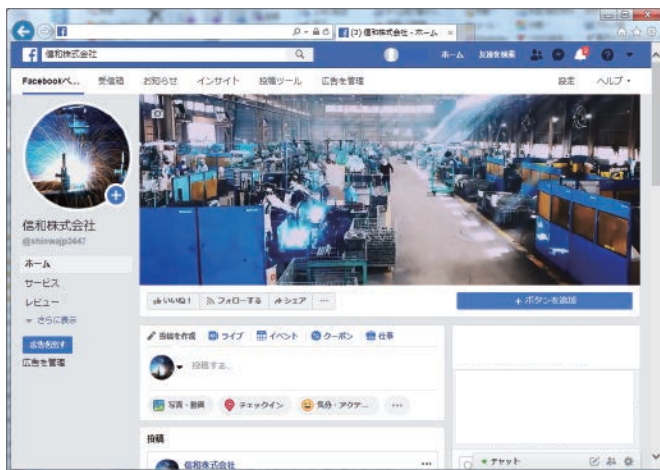 (2) 信和株式会社 - ホーム
信和株式会社
ホーム 友達を検索
Facebookペ... 受信箱 お知らせ インサイト 投稿ツール 広告を管理 設定 ヘルプ
信和株式会社
@shinwajp3447
ホーム
サービス
レビュー
さらに表示
広告を出す
広告を管理
いいね! フォローする シェア ...
+ ボタンを追加
投稿を作成 ライブ イベント クーポン 仕事
投稿する...
写真・動画 チェックイン 気分・アクテ... ...
投稿
信和株式会社 ...
チャット